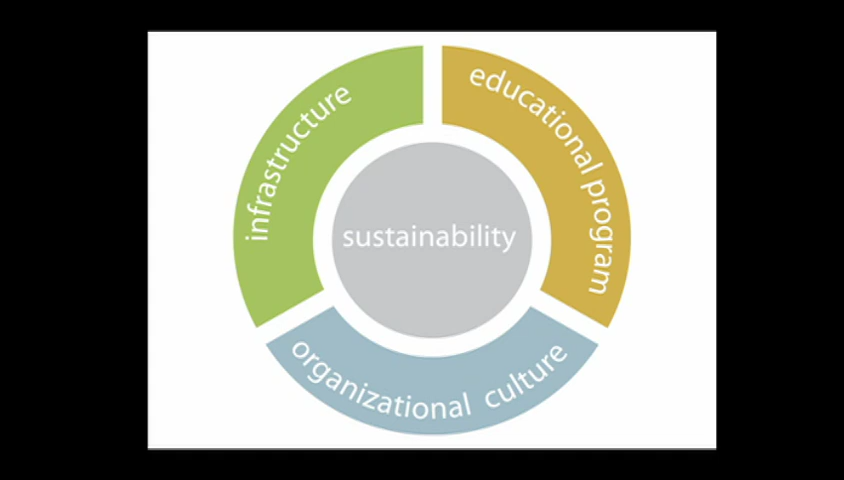 infrastructure
educational program
sustainability
organizational culture